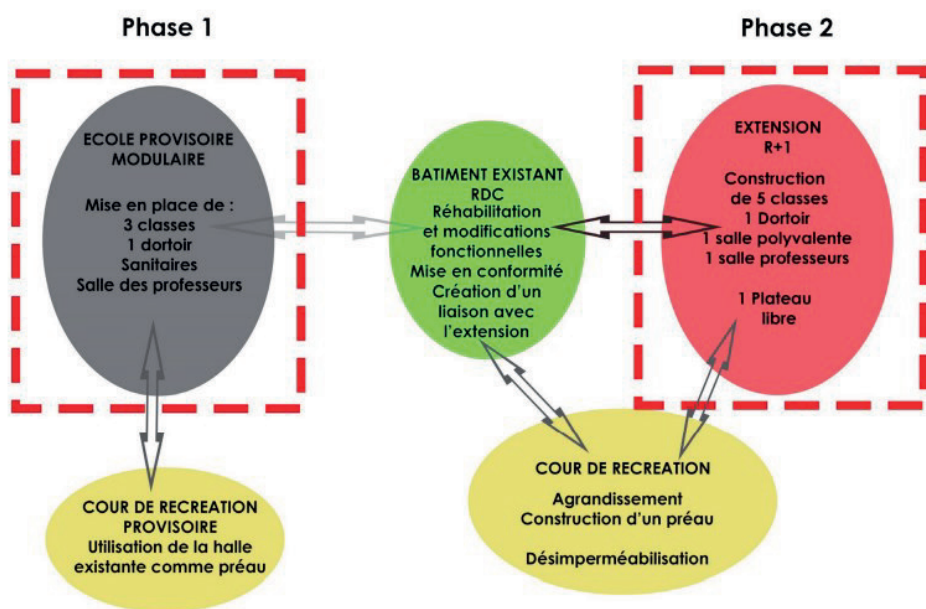 Phase 1
Phase 2
ECOLE PROVISOIRE
MODULAIRE
Mise en place de :
3 classes
1 dortoir
Sanitaires
Salle des professeurs
BATIMENT EXISTANT
RDC
Réhabilitation
et modifications
fonctionnelles
Mise en conformité
Création d'un
liaison avec
l'extension
EXTENSION
R+1
Construction
de 5 classes
1 Dortoir
1 salle polyvalente
1 salle professeurs
1 Plateau
libre
COUR DE RECREATION
PROVISOIRE
Utilisation de la halle
existante comme préau
COUR DE RECREATION
Agrandissement
Construction d'un préau
Désimperméabilisation